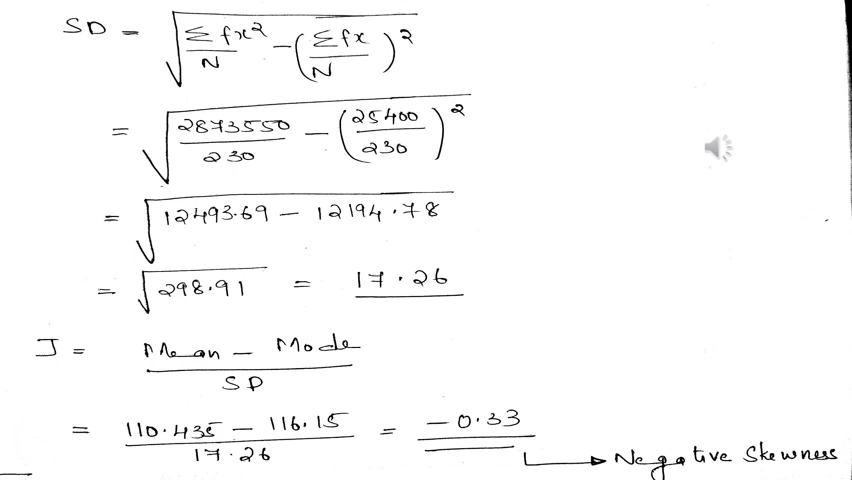 SD = √(Σfx²/N − (Σfx/N)²)
= √(2873550/230 − (25400/230)²)
= √(12493.69 − 12194.78)
= √298.91 = 17.26
J = Mean − Mode / SD
= 110.435 − 116.15 / 17.26 = −0.33
→ Negative Skewness